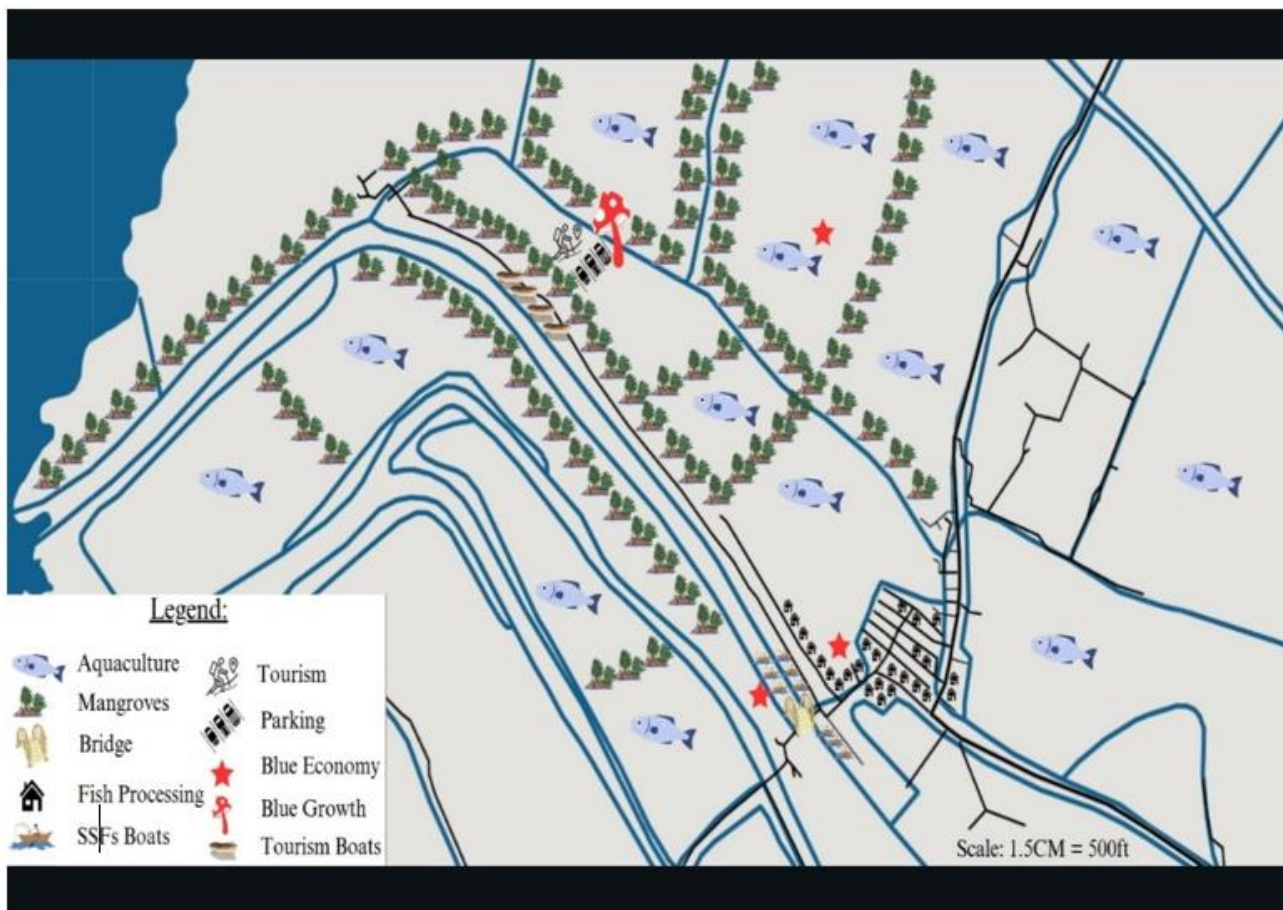 Legend:
Aquaculture
Mangroves
Bridge
Fish Processing
SSFs Boats
Tourism
Parking
Blue Economy
Blue Growth
Tourism Boats
Scale: 1.5CM = 500ft